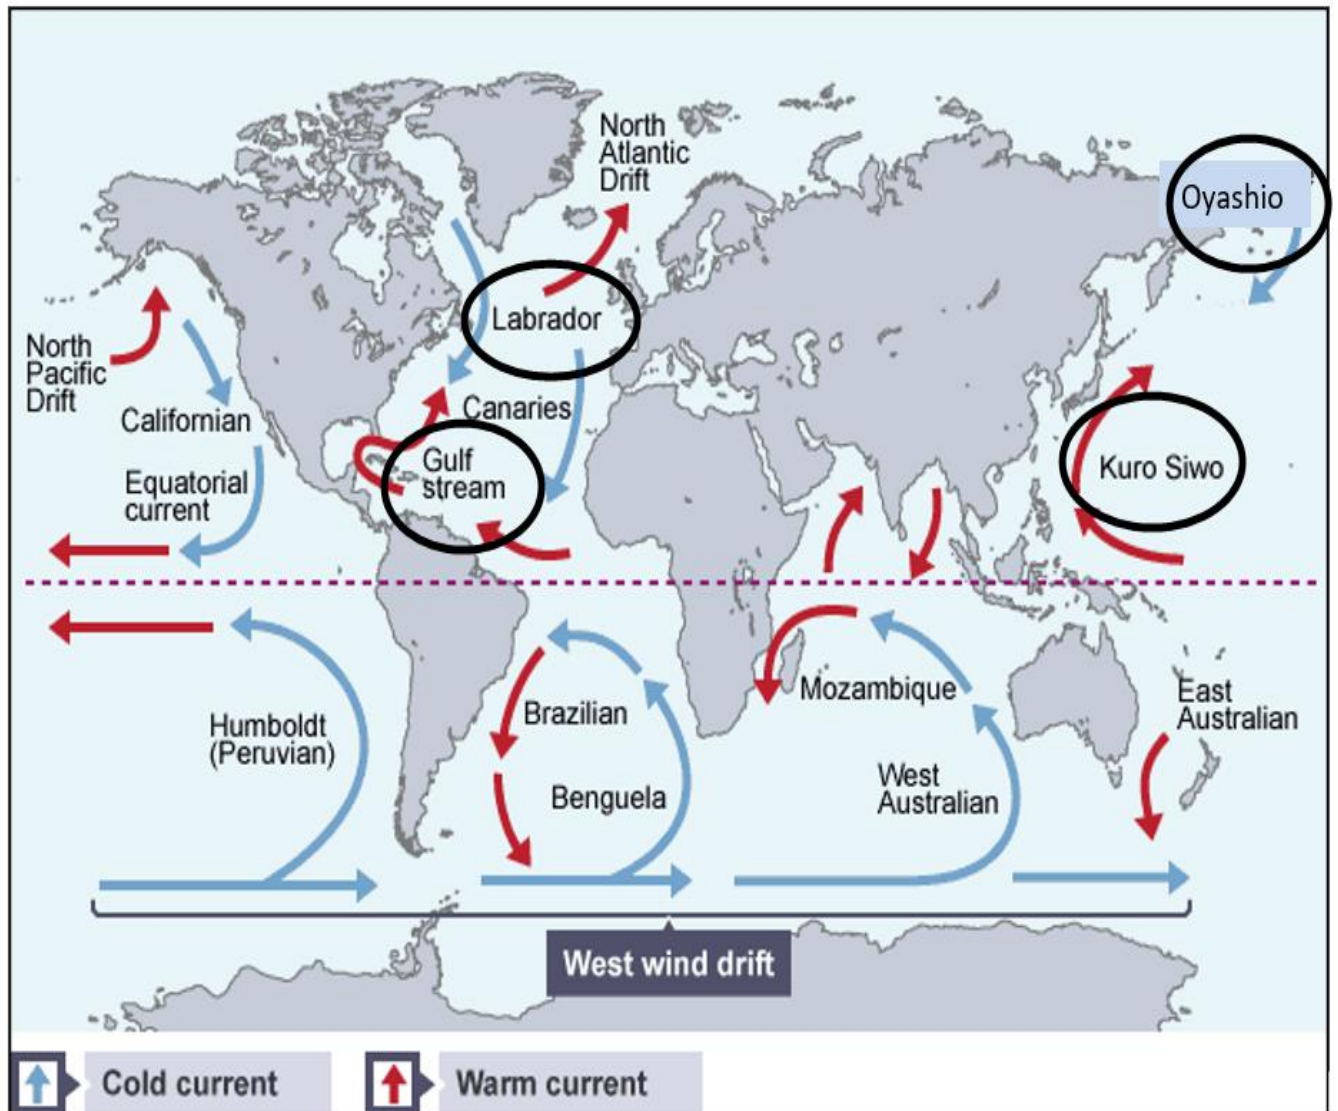 North
Atlantic
Drift
Oyashio
Labrador
North
Pacific
Drift
Californian
Canaries
Gulf
stream
Kuro Siwo
Equatorial
current
Humboldt
(Peruvian)
Brazilian
Benguela
Mozambique
West
Australian
East
Australian
West wind drift
Cold current
Warm current